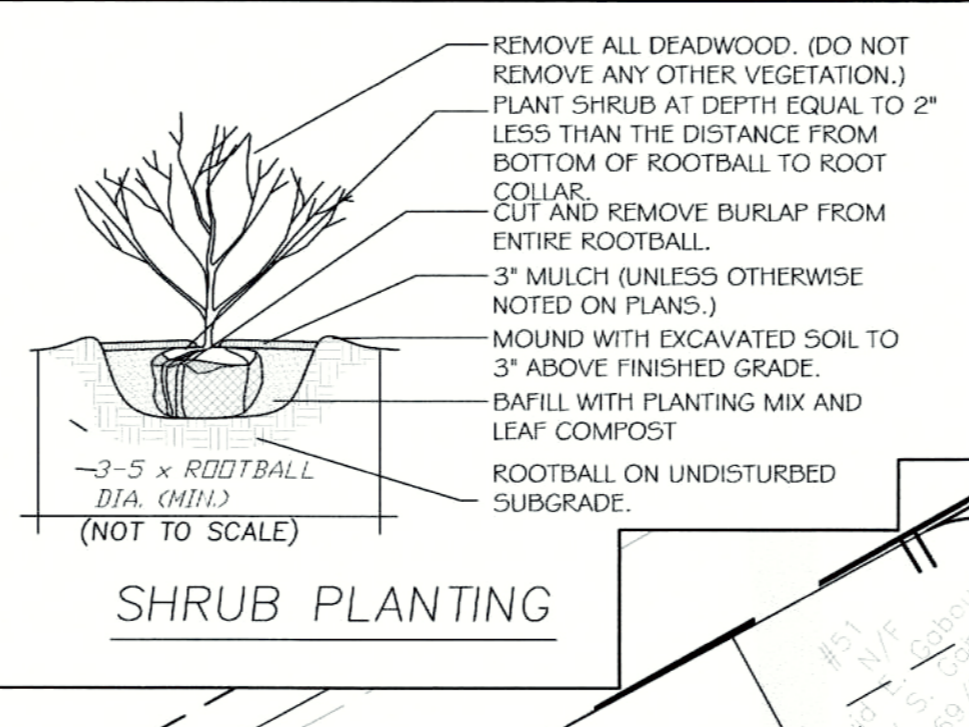 REMOVE ALL DEADWOOD. (DO NOT
REMOVE ANY OTHER VEGETATION.)
PLANT SHRUB AT DEPTH EQUAL TO 2"
LESS THAN THE DISTANCE FROM
BOTTOM OF ROOTBALL TO ROOT
COLLAR.
CUT AND REMOVE BURLAP FROM
ENTIRE ROOTBALL.
3" MULCH (UNLESS OTHERWISE
NOTED ON PLANS.)
MOUND WITH EXCAVATED SOIL TO
3" ABOVE FINISHED GRADE.
BAFILL WITH PLANTING MIX AND
LEAF COMPOST
ROOTBALL ON UNDISTURBED
SUBGRADE.
3-5 x ROOTBALL
DIA. (MIN.)
(NOT TO SCALE)
SHRUB PLANTING
#51
N/F
E.
S.